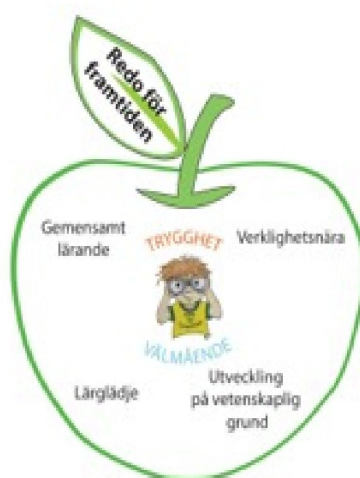 Redo för
framtiden
Gemensamt
lärande
TRYGGHET
Verklighetsnära
VÄLMÅENDE
Lärglädje
Utveckling
på vetenskaplig
grund